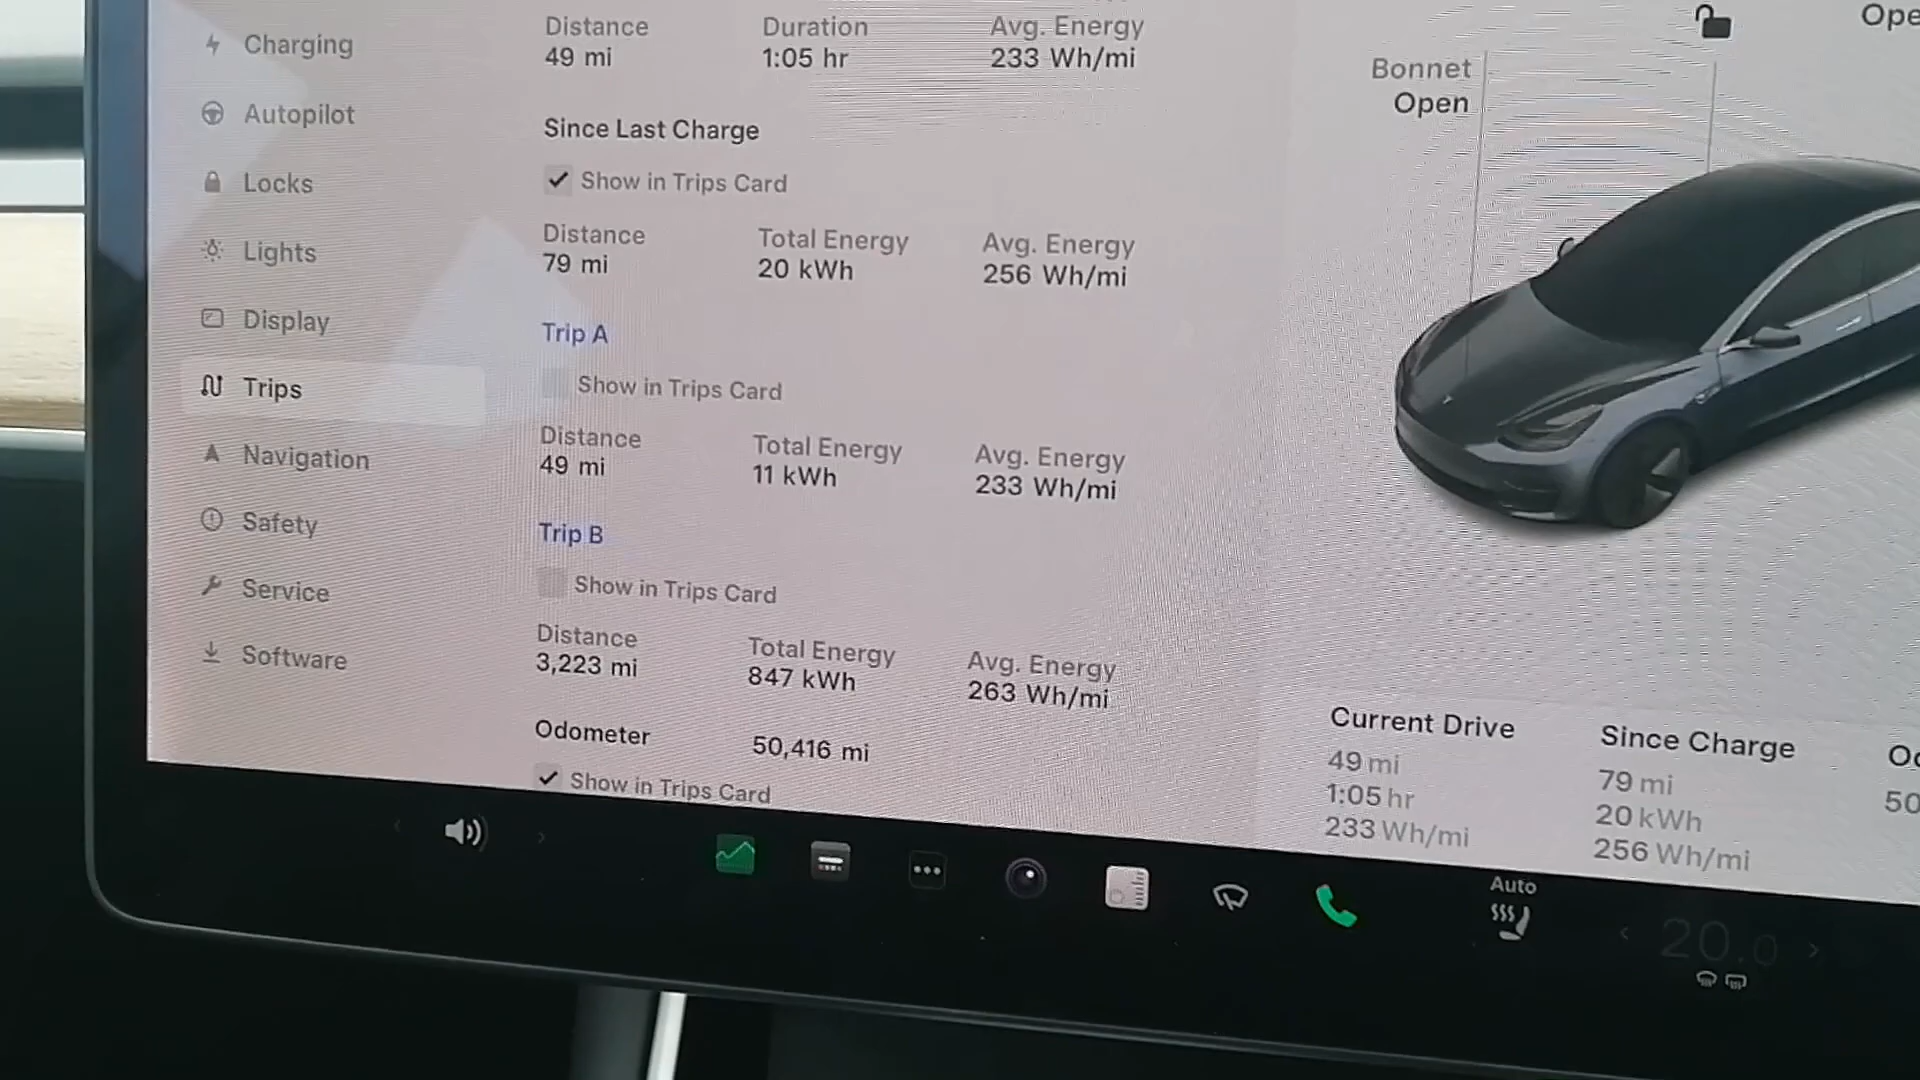 Charging
Autopilot
Locks
Lights
Display
Trips
Navigation
Safety
Service
Software
Distance Duration Avg. Energy
49 mi 1:05 hr 233 Wh/mi
Since Last Charge
Show in Trips Card
Distance Total Energy Avg. Energy
79 mi 20 kWh 256 Wh/mi
Trip A
Show in Trips Card
Distance Total Energy Avg. Energy
49 mi 11 kWh 233 Wh/mi
Trip B
Show in Trips Card
Distance Total Energy Avg. Energy
3,223 mi 847 kWh 263 Wh/mi
Odometer 50,416 mi
Show in Trips Card
Ope
Bonnet
Open
Current Drive
49 mi
1:05 hr
233 Wh/mi
Since Charge
79 mi
20 kWh
256 Wh/mi
50
Auto
20.0